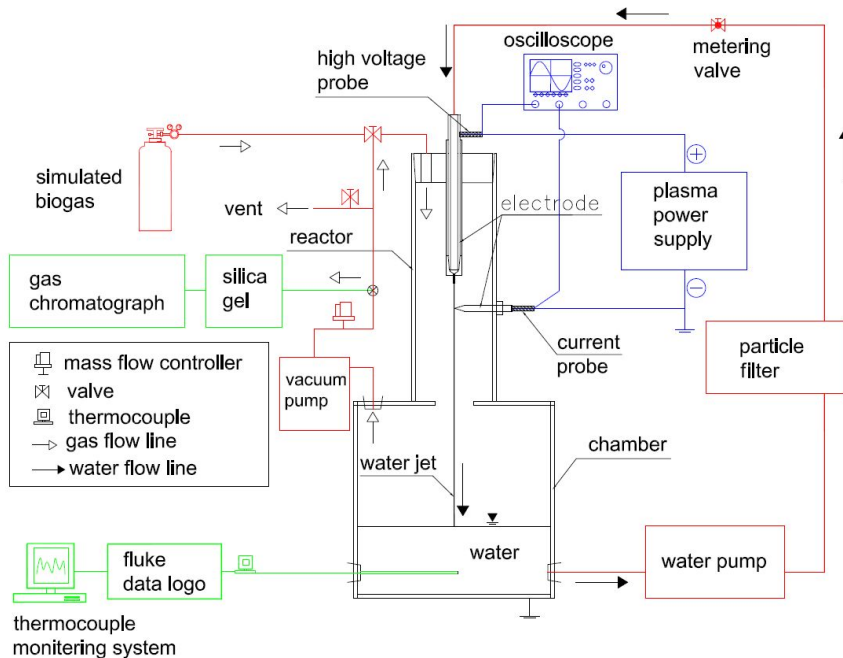 oscilloscope
metering
valve
high voltage
probe
simulated
biogas
vent
reactor
electrode
plasma
power
supply
+
−
gas
chromatograph
silica
gel
current
probe
particle
filter
mass flow controller
valve
thermocouple
gas flow line
water flow line
vacuum
pump
water jet
chamber
water
water pump
fluke
data logo
thermocouple
monitering system